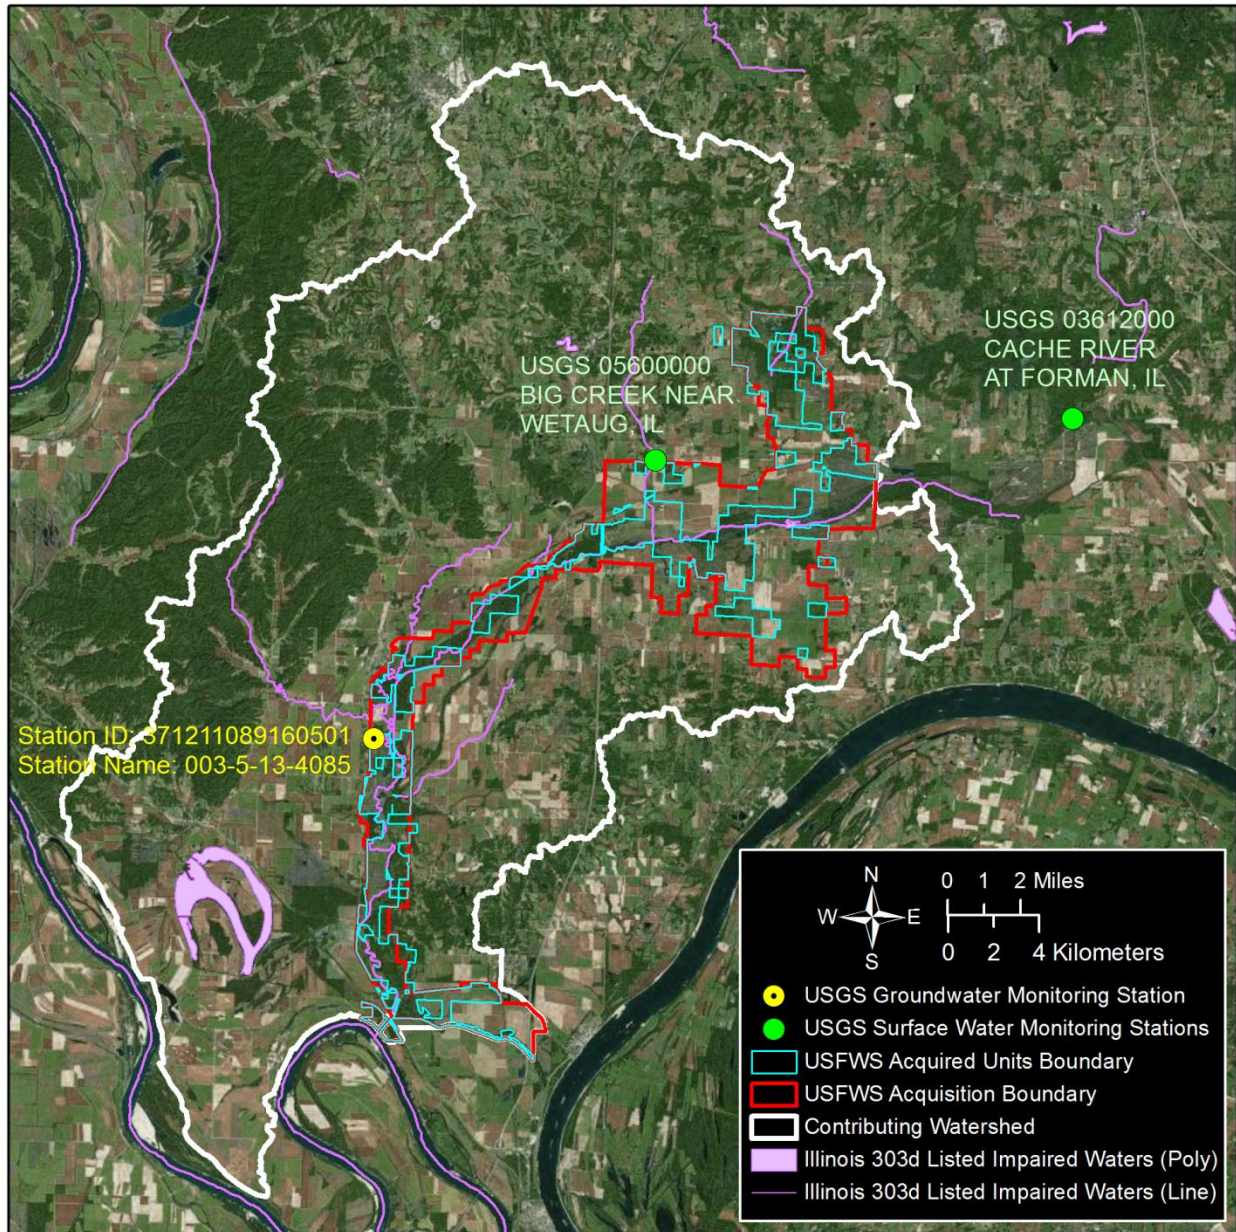 USGS 03612000
CACHE RIVER
AT FORMAN, IL
USGS 05600000
BIG CREEK NEAR
WETAUG, IL
Station ID: 371211089160501
Station Name: 003-5-13-4085
N
W E
S
0 1 2 Miles
0 2 4 Kilometers
USGS Groundwater Monitoring Station
USGS Surface Water Monitoring Stations
USFWS Acquired Units Boundary
USFWS Acquisition Boundary
Contributing Watershed
Illinois 303d Listed Impaired Waters (Poly)
Illinois 303d Listed Impaired Waters (Line)